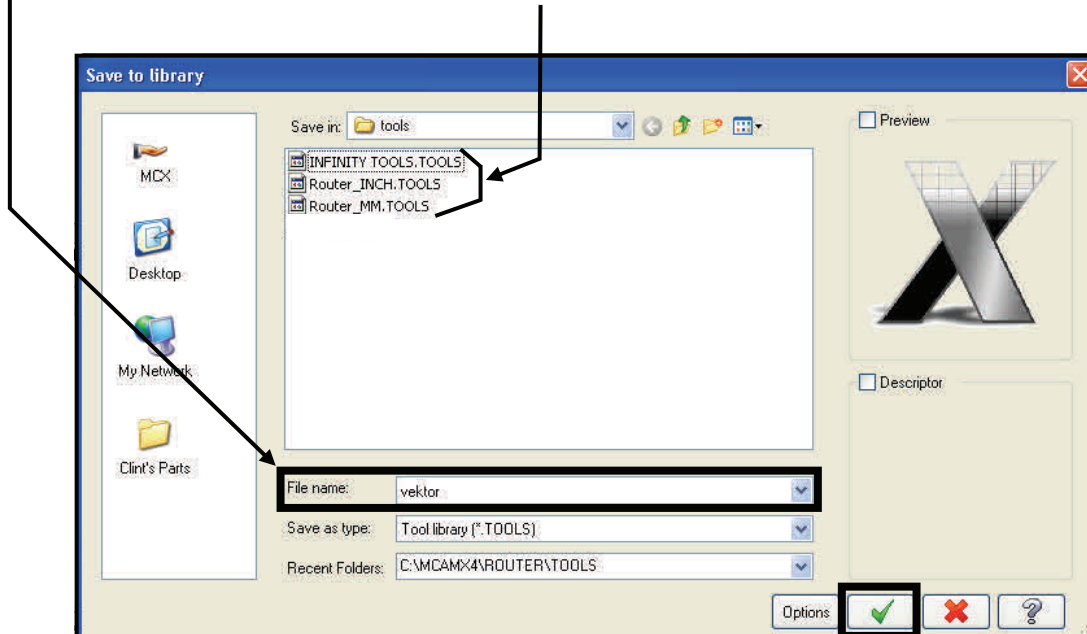 Save to library
Save in: tools
Preview
MCX
INFINITY TOOLS.TOOLS
Router_INCH.TOOLS
Router_MM.TOOLS
Desktop
My Network
Descriptor
Clint's Parts
File name: vektor
Save as type: Tool library (*.TOOLS)
Recent Folders: C:\MCAMX4\ROUTER\TOOLS
Options